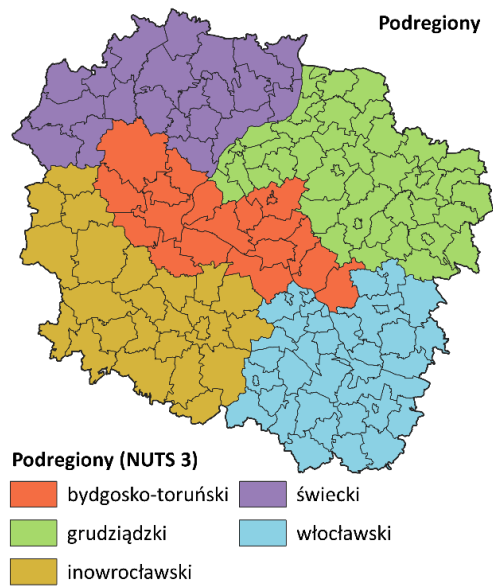 Podregiony
Podregiony (NUTS 3)
bydgosko-toruński
świecki
grudziądzki
włocławski
inowrocławski